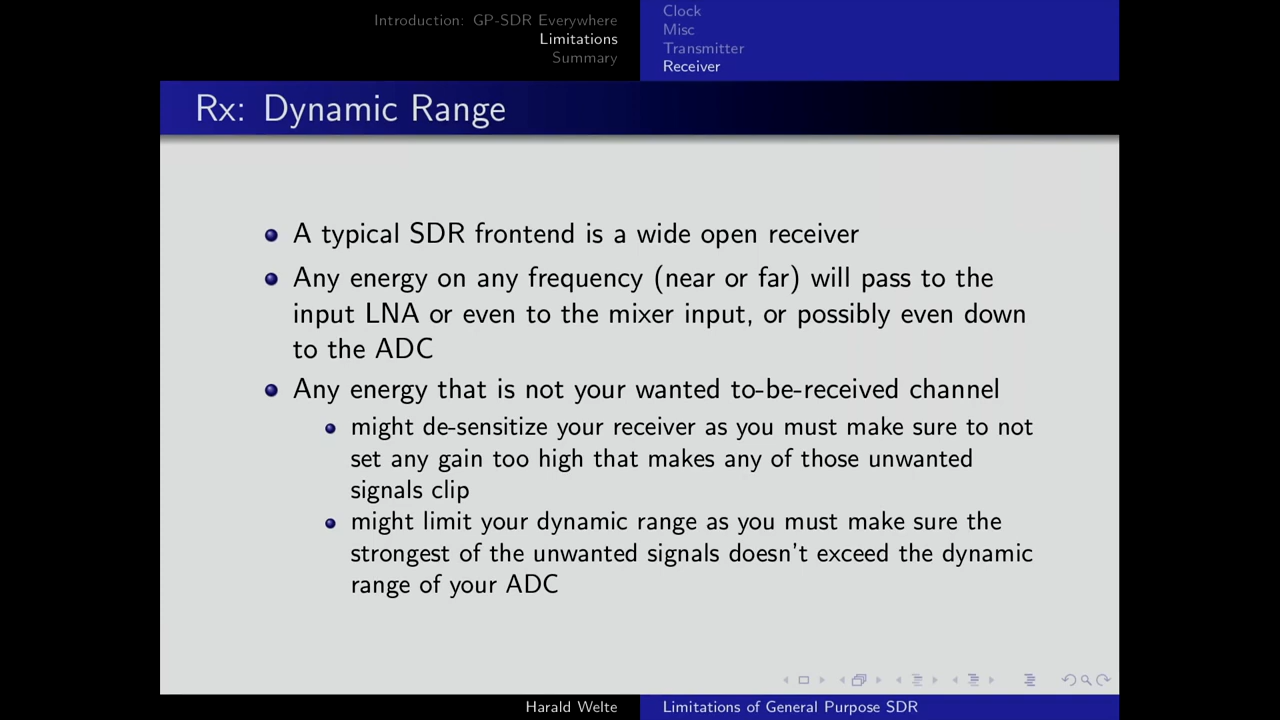 Introduction: GP-SDR Everywhere
Limitations
Summary
Clock
Misc
Transmitter
Receiver
Rx: Dynamic Range
A typical SDR frontend is a wide open receiver
Any energy on any frequency (near or far) will pass to the
input LNA or even to the mixer input, or possibly even down
to the ADC
Any energy that is not your wanted to-be-received channel
might de-sensitize your receiver as you must make sure to not
set any gain too high that makes any of those unwanted
signals clip
might limit your dynamic range as you must make sure the
strongest of the unwanted signals doesn't exceed the dynamic
range of your ADC
Harald Welte
Limitations of General Purpose SDR